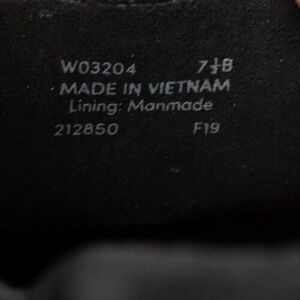 W03204 7½B
MADE IN VIETNAM
Lining: Manmade
212850 F19